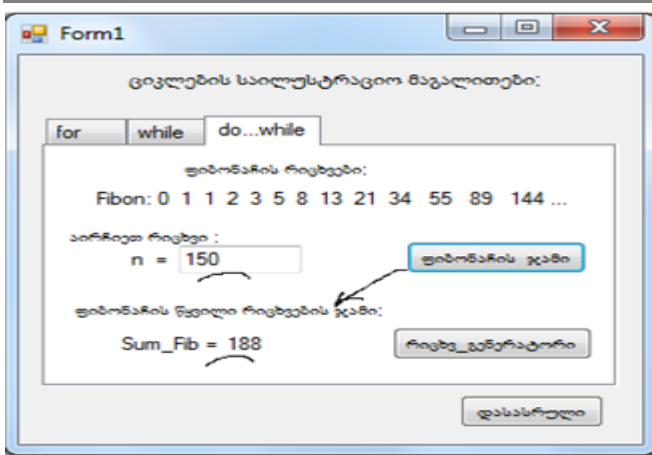 Form1
ციკლების საილუსტრაციო მაგალითები:
for while do...while
ფიბონაჩის რიცხვები:
Fibon: 0 1 1 2 3 5 8 13 21 34 55 89 144 ...
აირჩიეთ რიცხვი :
n = 150
ფიბონაჩის ჯამი
ფიბონაჩის წყვილი რიცხვების ჯამი:
Sum_Fib = 188
რიცხვ_გენერატორი
დასასრული